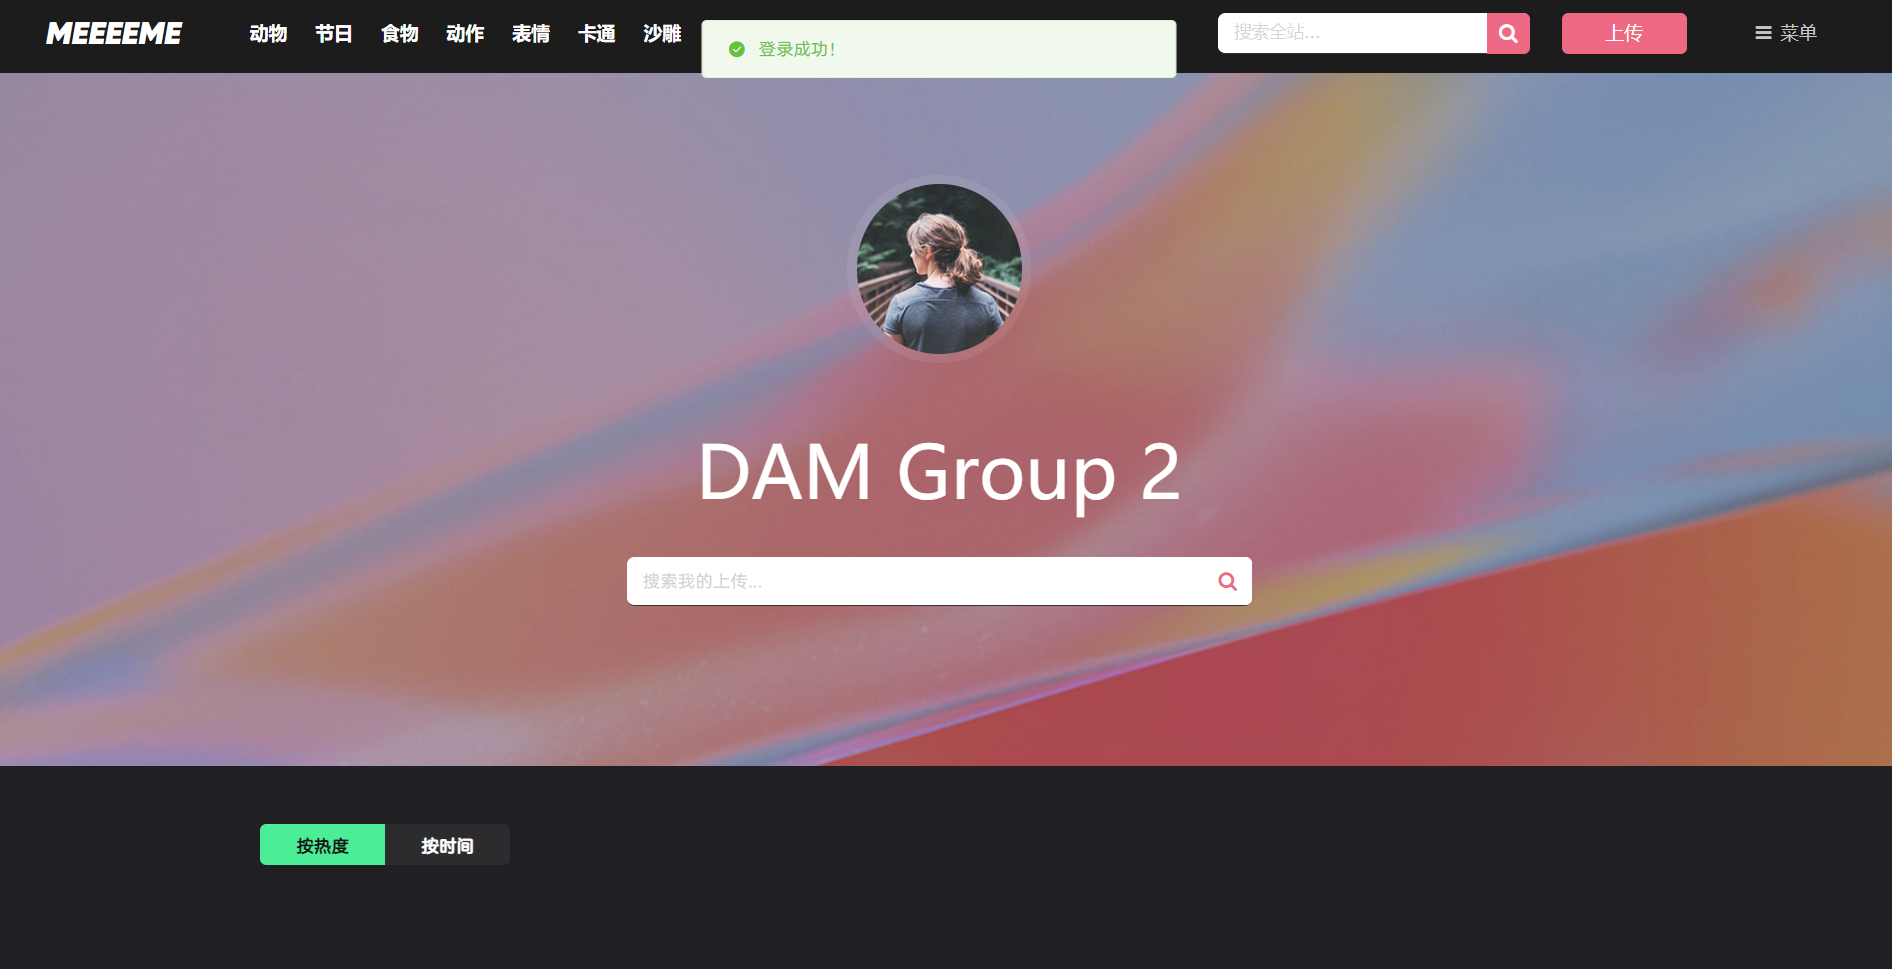 MEEEEME
动物 节日 食物 动作 表情 卡通 沙雕
登录成功！
搜索全站...
上传
菜单
DAM Group 2
搜索我的上传...
按热度 按时间